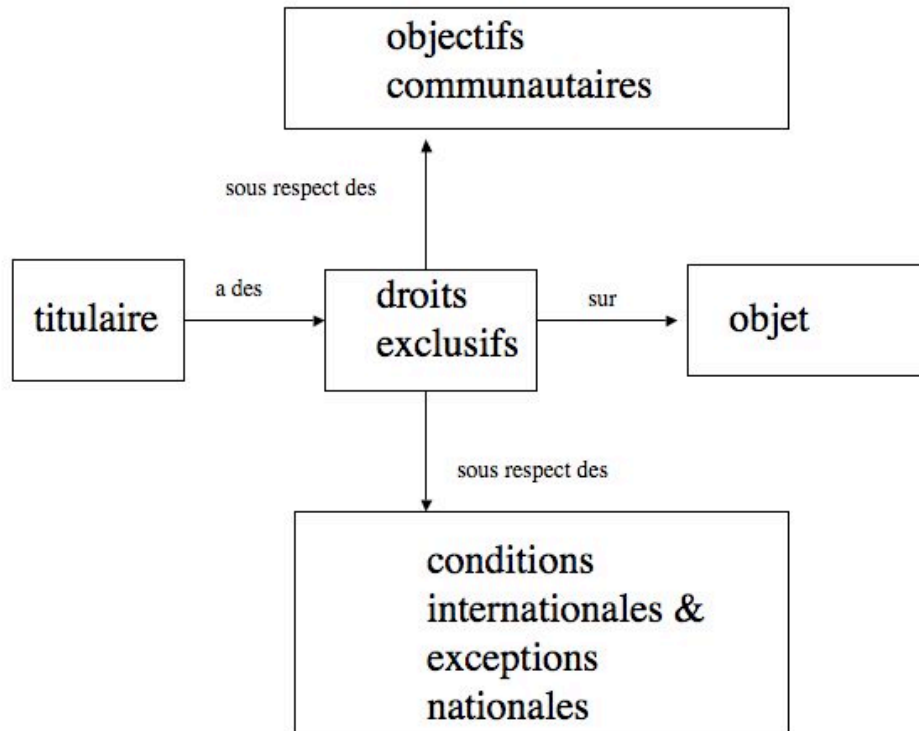 objectifs
communautaires
sous respect des
titulaire
a des
droits
exclusifs
sur
objet
sous respect des
conditions
internationales &
exceptions
nationales